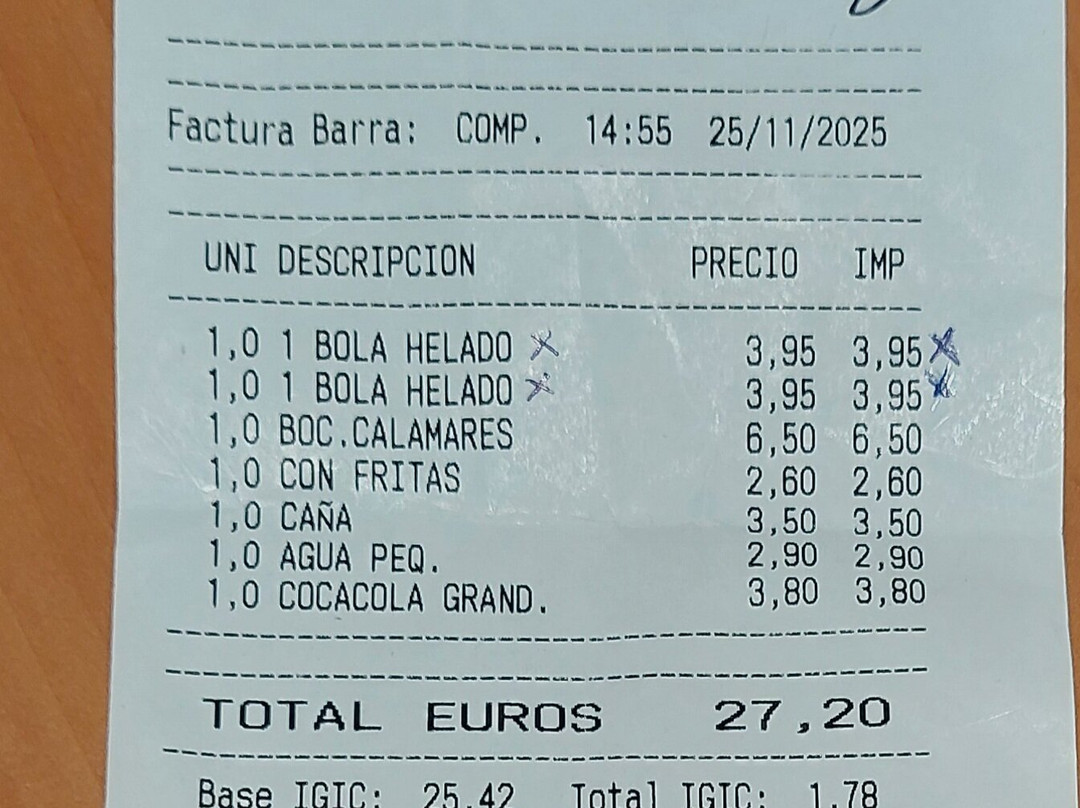 Factura Barra: COMP. 14:55 25/11/2025
UNI DESCRIPCION PRECIO IMP
1,0 1 BOLA HELADO x 3,95 3,95 x
1,0 1 BOLA HELADO x 3,95 3,95 x
1,0 BOC.CALAMARES 6,50 6,50
1,0 CON FRITAS 2,60 2,60
1,0 CAÑA 3,50 3,50
1,0 AGUA PEQ. 2,90 2,90
1,0 COCACOLA GRAND. 3,80 3,80
TOTAL EUROS 27,20
Base IGIC: 25.42 Total IGIC: 1.78